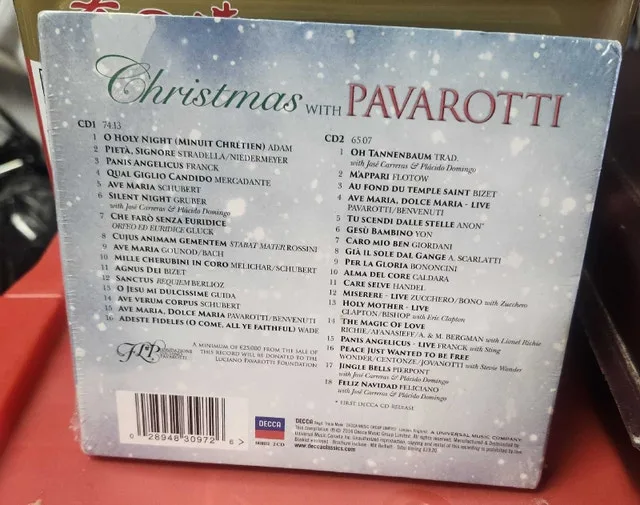 Christmas WITH PAVAROTTI
CD1 74.13
1 O HOLY NIGHT (MINUIT CHRÉTIEN) ADAM
2 PIETÀ, SIGNORE STRADELLA/NIEDERMEYER
3 PANIS ANGELICUS FRANCK
4 QUAL GIGLIO CANDIDO MERCADANTE
5 AVE MARIA SCHUBERT
6 SILENT NIGHT GRUBER
with José Carreras & Plácido Domingo
7 CHE FARÒ SENZA EURIDICE
ORFEO ED EURIDICE GLUCK
8 CUJUS ANIMAM GEMENTEM STABAT MATER ROSSINI
9 AVE MARIA GOUNOD/BACH
10 MILLE CHERUBINI IN CORO MELICHAR/SCHUBERT
11 AGNUS DEI BIZET
12 SANCTUS REQUIEM BERLIOZ
13 O JESU MI DULCISSIME GUIDA
14 AVE VERUM CORPUS SCHUBERT
15 AVE MARIA, DOLCE MARIA PAVAROTTI/BENVENUTI
16 ADESTE FIDELES (O COME, ALL YE FAITHFUL) WADE
CD2 65 07
1 OH TANNENBAUM TRAD.
with José Carreras & Plácido Domingo
2 M'APPARI FLOTOW
3 AU FOND DU TEMPLE SAINT BIZET
4 AVE MARIA, DOLCE MARIA - LIVE
PAVAROTTI/BENVENUTI
5 TU SCENDI DALLE STELLE ANON*
6 GESÙ BAMBINO YON
7 CARO MIO BEN GIORDANI
8 GIÀ IL SOLE DAL GANGE A. SCARLATTI
9 PER LA GLORIA BONONCINI
10 ALMA DEL CORE CALDARA
11 CARE SELVE HANDEL
12 MISERERE - LIVE ZUCCHERO/BONO with Zucchero
13 HOLY MOTHER - LIVE
CLAPTON/BISHOP with Eric Clapton
14 THE MAGIC OF LOVE
RICHIE/AFANASIEFF/A. & M. BERGMAN with Lionel Richie
15 PANIS ANGELICUS - LIVE FRANCK with Sting
16 PEACE JUST WANTED TO BE FREE
WONDER/CENTONZE/JOVANOTTI with Stevie Wonder
17 JINGLE BELLS PIERPONT
with José Carreras & Plácido Domingo
18 FELIZ NAVIDAD FELICIANO
with José Carreras & Plácido Domingo
* FIRST DECCA CD RELEASE
FONDAZIONE
LUCIANO
PAVAROTTI
A MINIMUM OF €25,000 FROM THE SALE OF
THIS RECORD WILL BE DONATED TO THE
LUCIANO PAVAROTTI FOUNDATION
0 28948 30972 6 >
DECCA
2 CD
DECCA
A UNIVERSAL MUSIC COMPANY
www.deccaclassics.com